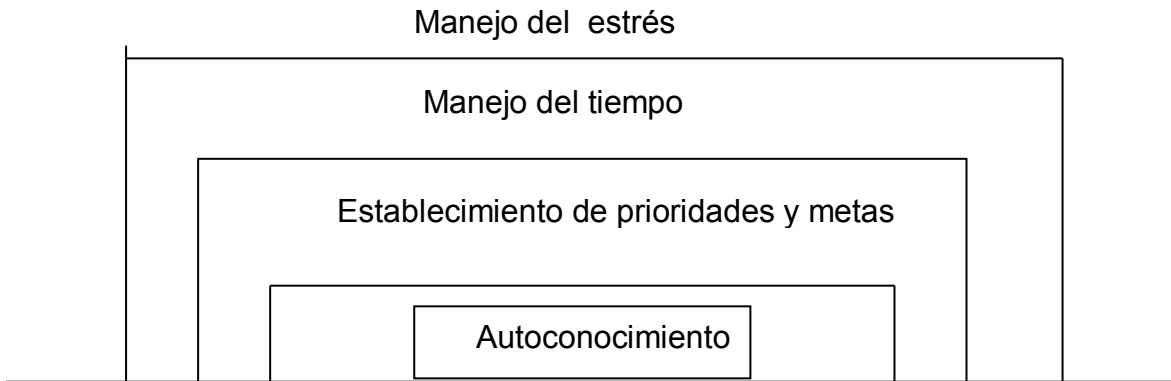 Manejo del  estrés
Manejo del tiempo
Establecimiento de prioridades y metas
Autoconocimiento